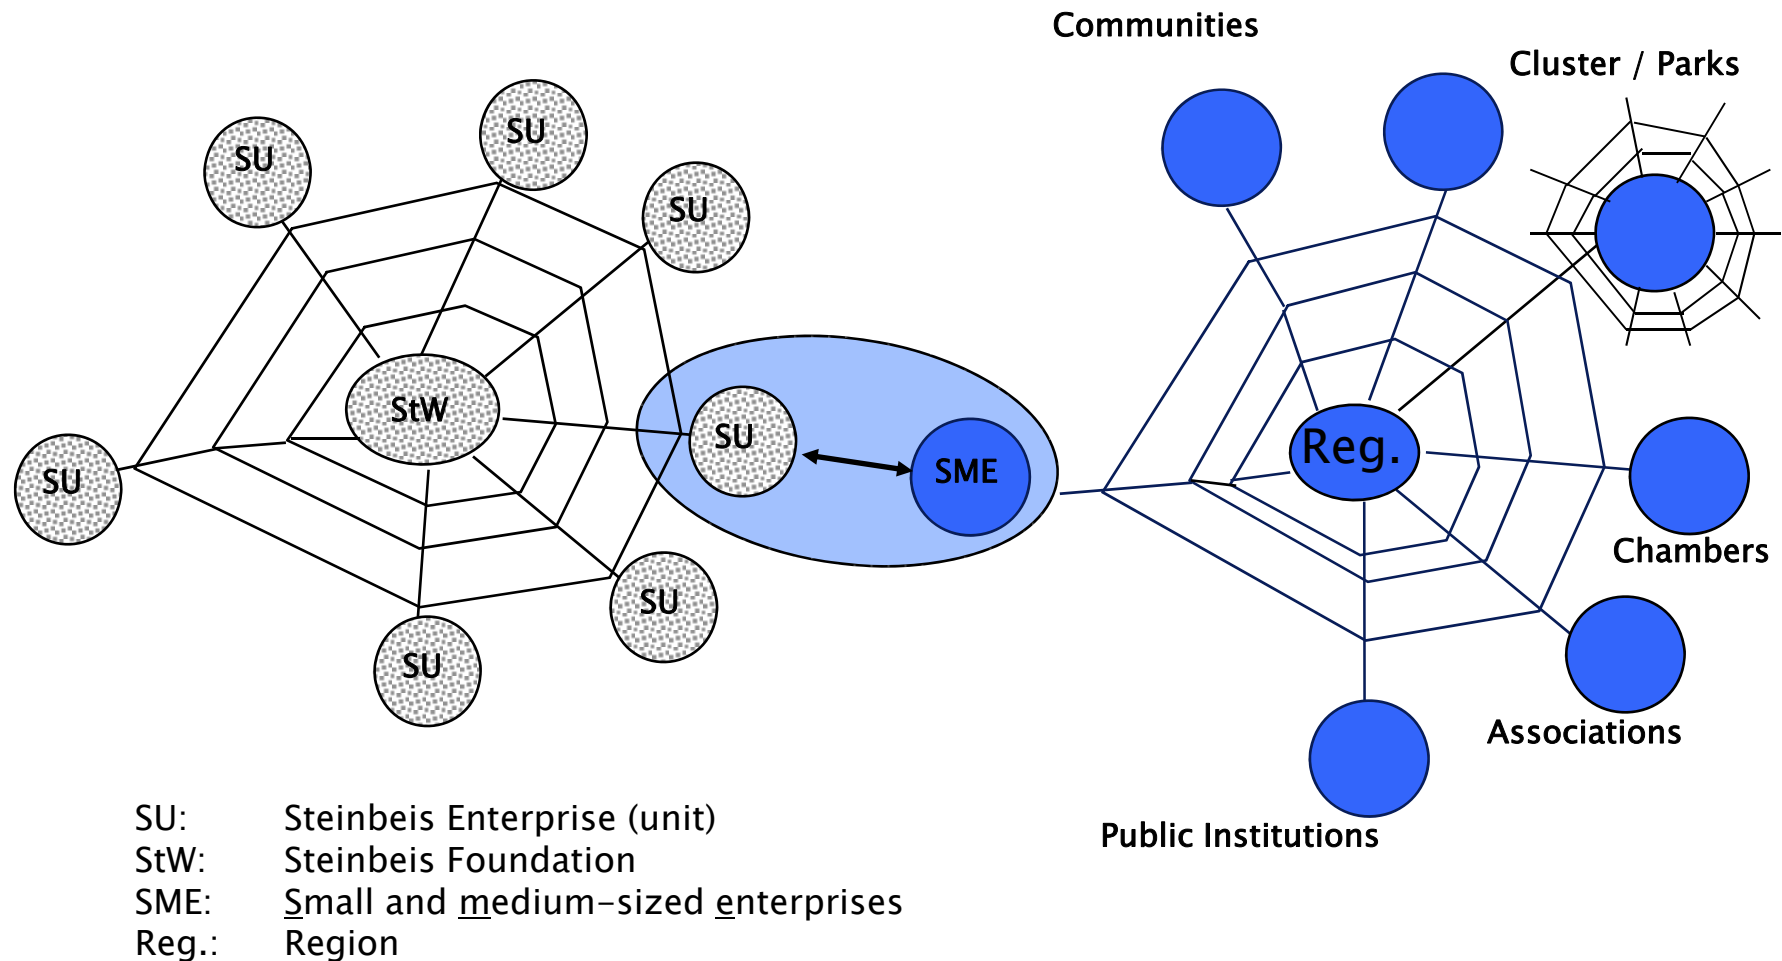 Communities
Cluster / Parks
SU
SU
SU
StW
SU
SU
SME
Reg.
SU
SU
SU
Chambers
Associations
Public Institutions
SU: Steinbeis Enterprise (unit)
StW: Steinbeis Foundation
SME: Small and medium-sized enterprises
Reg.: Region